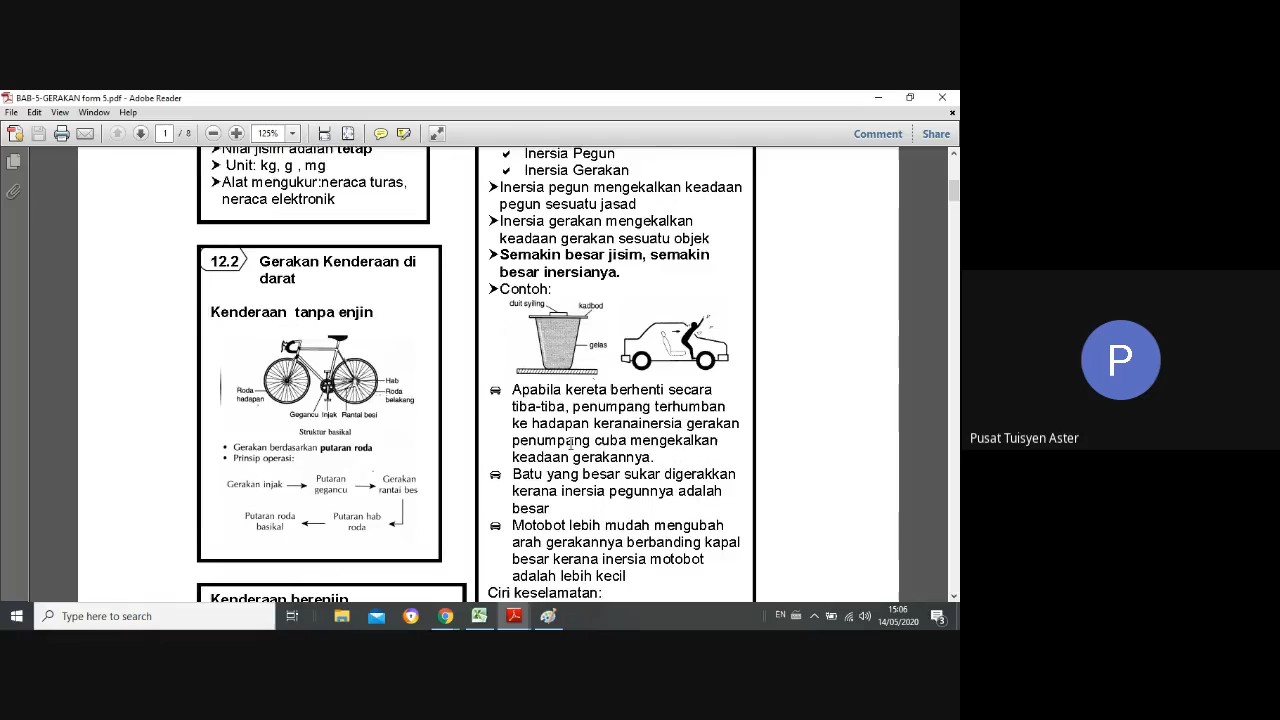 BAB-5-GERAKAN form 5.pdf - Adobe Reader
File Edit View Window Help
1 / 8 125% Comment Share
Nilai jisim adalah tetap
Unit: kg, g , mg
Alat mengukur:neraca turas,
neraca elektronik
12.2 Gerakan Kenderaan di
darat
Kenderaan tanpa enjin
Roda
hadapan
Hab
Roda
belakang
Gegancu Injak Rantai besi
Struktur basikal
• Gerakan berdasarkan putaran roda
• Prinsip operasi:
Gerakan injak
Putaran
gegancu
Gerakan
rantai bes
Putaran roda
basikal
Putaran hab
roda
Kenderaan berenjin
✓ Inersia Pegun
✓ Inersia Gerakan
➤Inersia pegun mengekalkan keadaan
pegun sesuatu jasad
➤Inersia gerakan mengekalkan
keadaan gerakan sesuatu objek
➤Semakin besar jisim, semakin
besar inersianya.
➤Contoh:
duit syiling
kadbod
gelas
Apabila kereta berhenti secara
tiba-tiba, penumpang terhumban
ke hadapan keranainersia gerakan
penumpang cuba mengekalkan
keadaan gerakannya.
Batu yang besar sukar digerakkan
kerana inersia pegunnya adalah
besar
Motobot lebih mudah mengubah
arah gerakannya berbanding kapal
besar kerana inersia motobot
adalah lebih kecil
Ciri keselamatan:
P
Pusat Tuisyen Aster
Type here to search
EN
15:06
14/05/2020
3